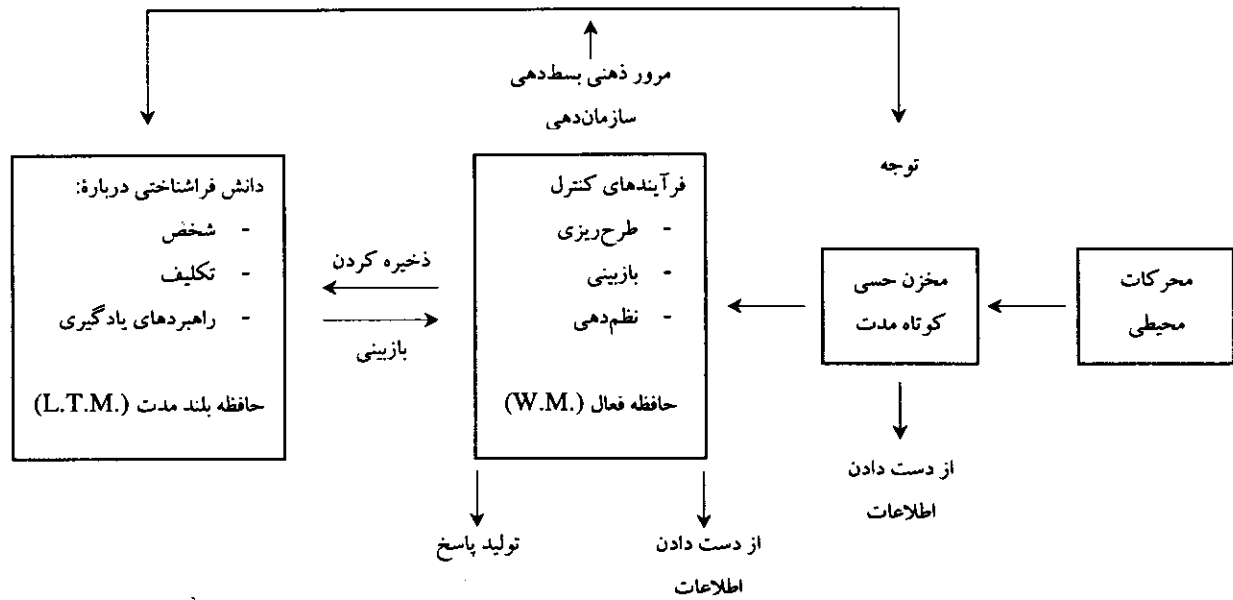 مرور ذهنی بسط‌دهی
سازمان‌دهی
توجه
محرکات
محیطی
مخزن حسی
کوتاه مدت
از دست دادن
اطلاعات
فرآیندهای کنترل
- طرح‌ریزی
- بازبینی
- نظم‌دهی
حافظه فعال (W.M.)
از دست دادن
اطلاعات
تولید پاسخ
ذخیره کردن
بازبینی
دانش فراشناختی دربارهٔ:
- شخص
- تکلیف
- راهبردهای یادگیری
حافظه بلند مدت (L.T.M.)